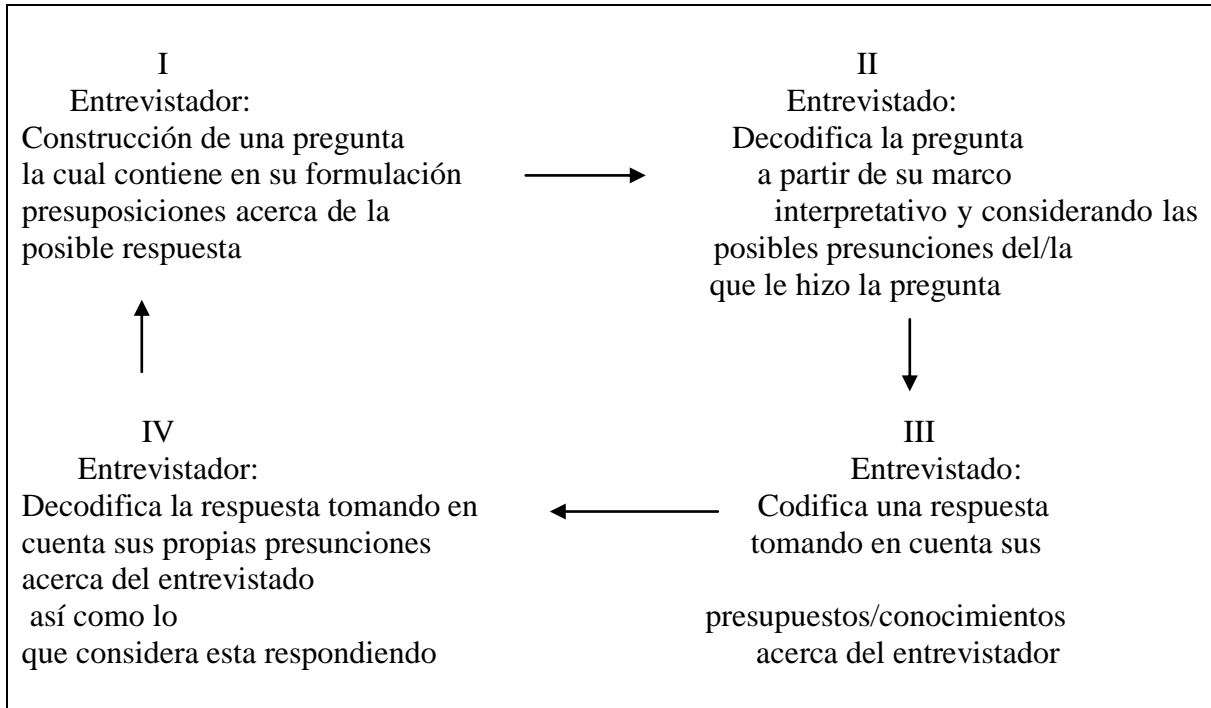 I
Entrevistador:
Construcción de una pregunta
la cual contiene en su formulación
presuposiciones acerca de la
posible respuesta
II
Entrevistado:
Decodifica la pregunta
a partir de su marco
interpretativo y considerando las
posibles presunciones del/la
que le hizo la pregunta
III
Entrevistado:
Codifica una respuesta
tomando en cuenta sus
presupuestos/conocimientos
acerca del entrevistador
IV
Entrevistador:
Decodifica la respuesta tomando en
cuenta sus propias presunciones
acerca del entrevistado
así como lo
que considera esta respondiendo